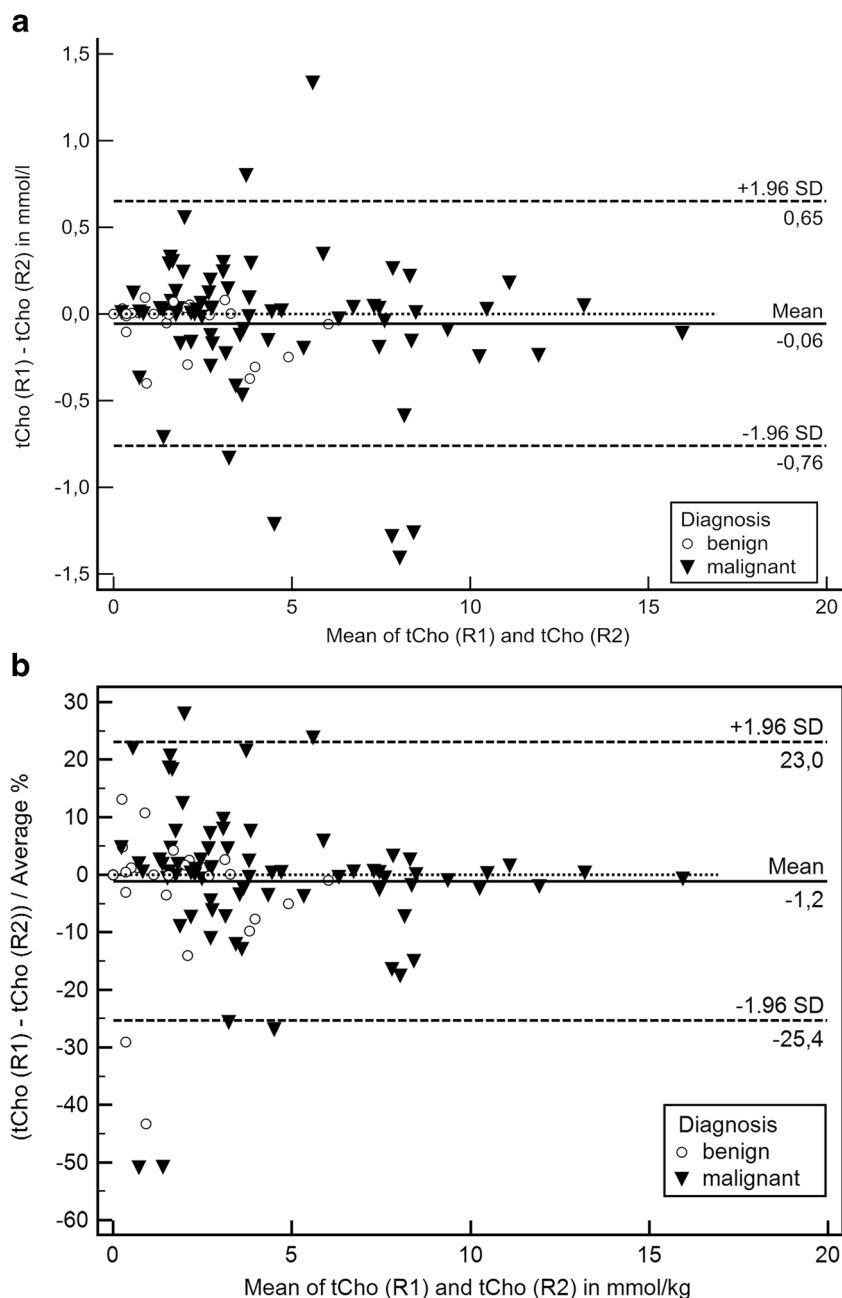 a
1,5
1,0
0,5
0,0
-0,5
-1,0
-1,5
tCho (R1) - tCho (R2) in mmol/l
+1.96 SD
0,65
Mean
-0,06
-1.96 SD
-0,76
Diagnosis
benign
malignant
0 5 10 15 20
Mean of tCho (R1) and tCho (R2)
b
30
20
10
0
-10
-20
-30
-40
-50
-60
(tCho (R1) - tCho (R2)) / Average %
+1.96 SD
23,0
Mean
-1,2
-1.96 SD
-25,4
Diagnosis
benign
malignant
0 5 10 15 20
Mean of tCho (R1) and tCho (R2) in mmol/kg